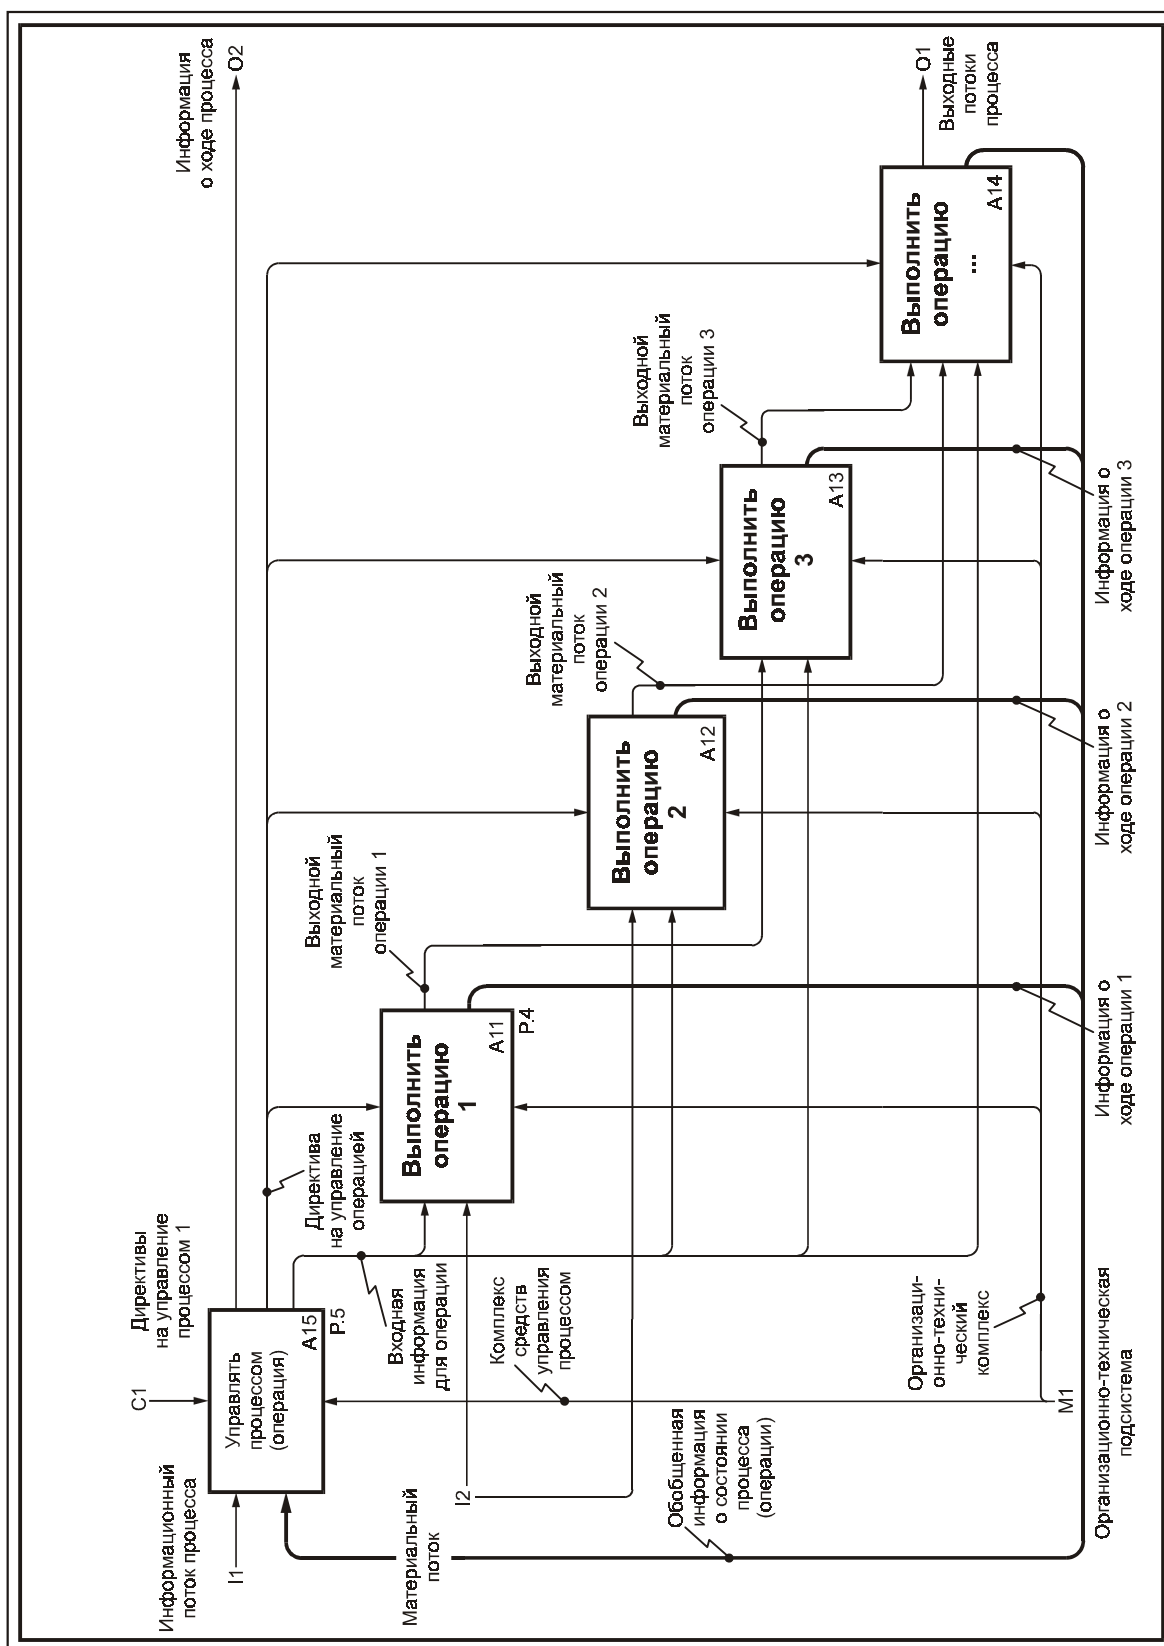 Информационный
поток процесса
I1
C1
Директивы
на управление
процессом 1
Управлять
процессом
(операция)
A15
P.5
Информация
о ходе процесса
O2
Директива
на управление
операцией
Входная
информация
для операции
Материальный
поток
I2
Комплекс
средств
управления
процессом
Выполнить
операцию
1
A11
P.4
Выходной
материальный
поток
операции 1
Выполнить
операцию
2
A12
Выходной
материальный
поток
операции 2
Выполнить
операцию
3
A13
Выходной
материальный
поток
операции 3
Выполнить
операцию
...
A14
O1
Выходные
потоки
процесса
Обобщенная
информация
о состоянии
процесса
(операции)
Организаци-
онно-техни-
ческий
комплекс
M1
Организационно-техническая
подсистема
Информация о
ходе операции 1
Информация о
ходе операции 2
Информация о
ходе операции 3